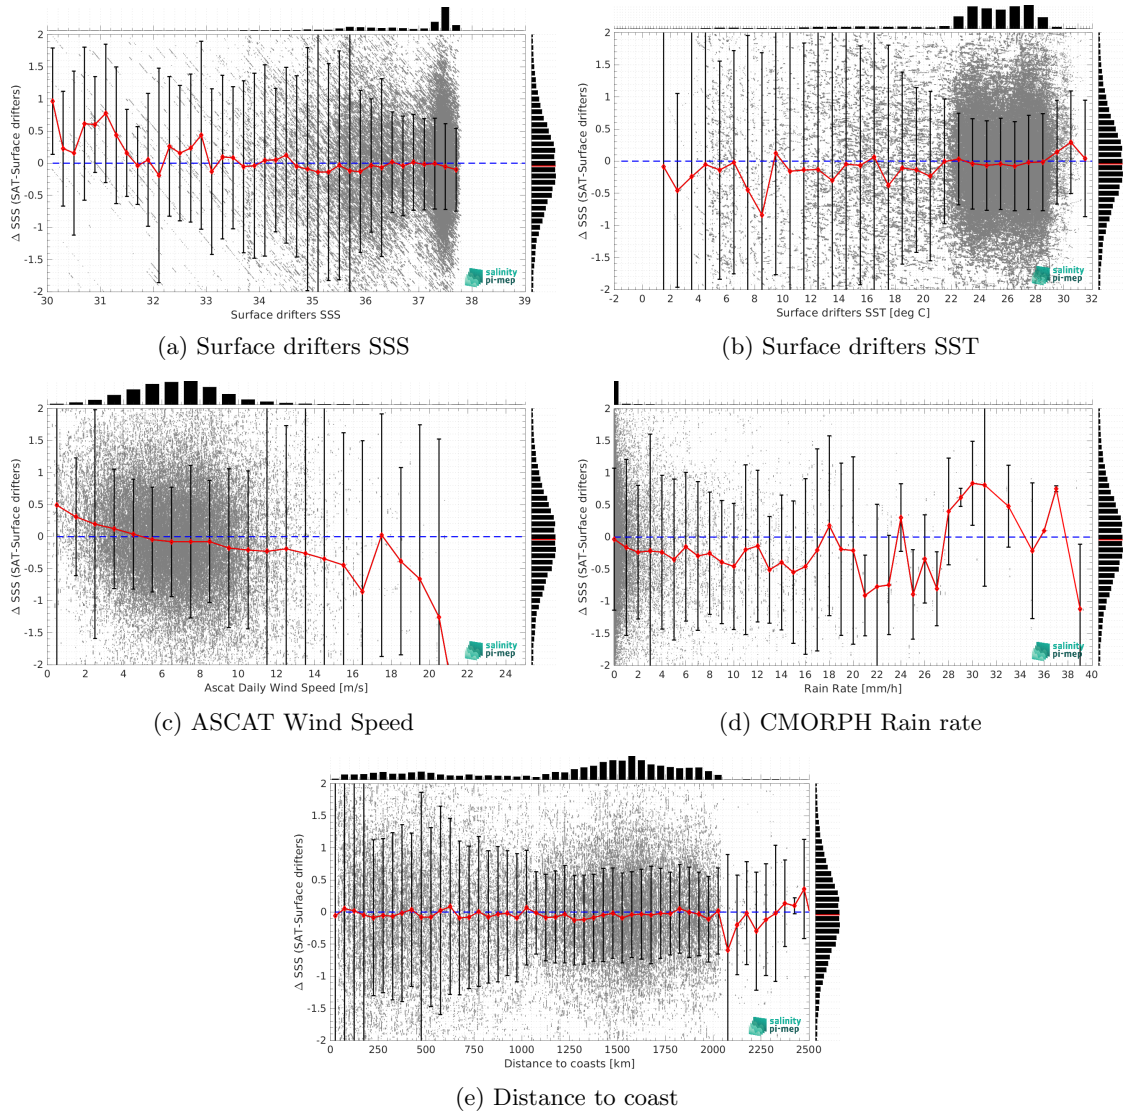 2
1.5
1
0.5
0
-0.5
-1
-1.5
-2
Δ SSS (SAT-Surface drifters)
30 31 32 33 34 35 36 37 38 39
Surface drifters SSS
salinity
pi-mep
(a) Surface drifters SSS
2
1.5
1
0.5
0
-0.5
-1
-1.5
-2
Δ SSS (SAT-Surface drifters)
-2 0 2 4 6 8 10 12 14 16 18 20 22 24 26 28 30 32
Surface drifters SST [deg C]
salinity
pi-mep
(b) Surface drifters SST
2
1.5
1
0.5
0
-0.5
-1
-1.5
-2
Δ SSS (SAT-Surface drifters)
0 2 4 6 8 10 12 14 16 18 20 22 24
Ascat Daily Wind Speed [m/s]
salinity
pi-mep
(c) ASCAT Wind Speed
2
1.5
1
0.5
0
-0.5
-1
-1.5
-2
Δ SSS (SAT-Surface drifters)
0 2 4 6 8 10 12 14 16 18 20 22 24 26 28 30 32 34 36 38 40
Rain Rate [mm/h]
salinity
pi-mep
(d) CMORPH Rain rate
2
1.5
1
0.5
0
-0.5
-1
-1.5
-2
Δ SSS (SAT-Surface drifters)
0 250 500 750 1000 1250 1500 1750 2000 2250 2500
Distance to coasts [km]
salinity
pi-mep
(e) Distance to coast